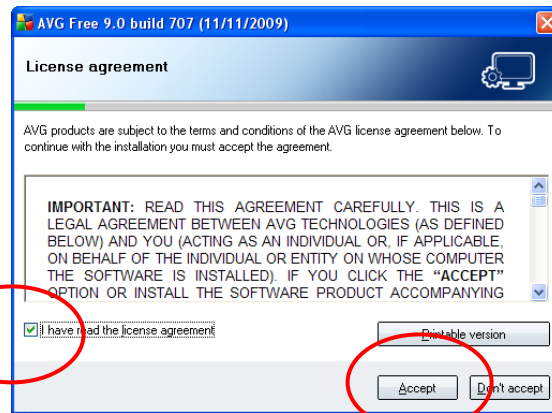 AVG Free 9.0 build 707 (11/11/2009)
License agreement
AVG products are subject to the terms and conditions of the AVG license agreement below. To
continue with the installation you must accept the agreement.
IMPORTANT: READ THIS AGREEMENT CAREFULLY. THIS IS A
LEGAL AGREEMENT BETWEEN AVG TECHNOLOGIES (AS DEFINED
BELOW) AND YOU (ACTING AS AN INDIVIDUAL OR, IF APPLICABLE,
ON BEHALF OF THE INDIVIDUAL OR ENTITY ON WHOSE COMPUTER
THE SOFTWARE IS INSTALLED). IF YOU CLICK THE “ACCEPT”
OPTION OR INSTALL THE SOFTWARE PRODUCT ACCOMPANYING
I have read the license agreement
Printable version
Accept
Don't accept